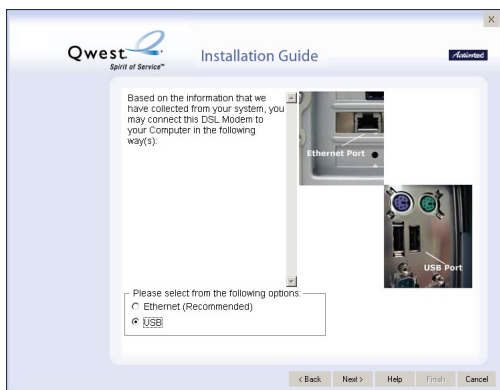 X
Qwest.
Spirit of Service™
Installation Guide
Actiontec
Based on the information that we
have collected from your system, you
may connect this DSL Modem to
your Computer in the following
way(s):
Ethernet Port
USB Port
Please select from the following options:
Ethernet (Recommended)
USB
< Back Next > Help Finish Cancel